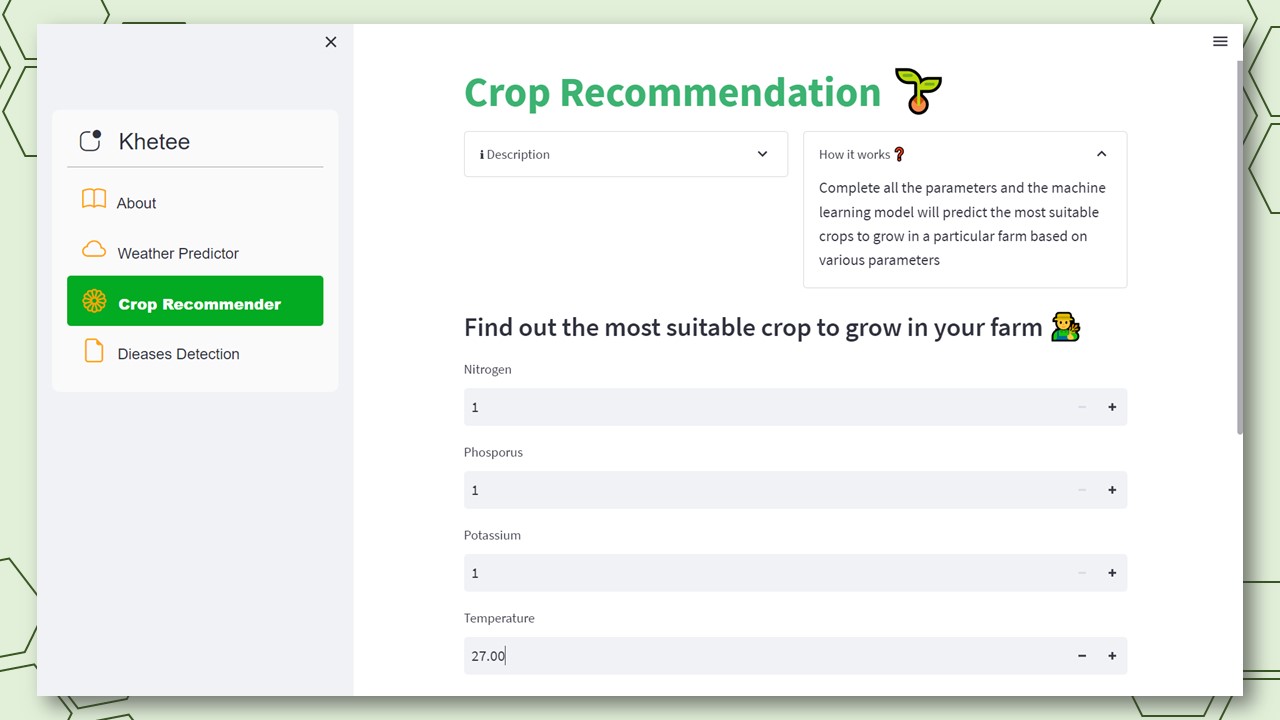 Khetee
About
Weather Predictor
Crop Recommender
Dieases Detection
Crop Recommendation
Description
How it works
Complete all the parameters and the machine
learning model will predict the most suitable
crops to grow in a particular farm based on
various parameters
Find out the most suitable crop to grow in your farm
Nitrogen
1
Phosporus
1
Potassium
1
Temperature
27.00